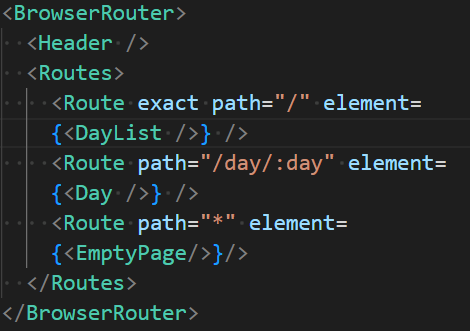 <BrowserRouter>
<Header />
<Routes>
<Route exact path="/" element=
{<DayList />} />
<Route path="/day/:day" element=
{<Day />} />
<Route path="*" element=
{<EmptyPage/>}/>
</Routes>
</BrowserRouter>